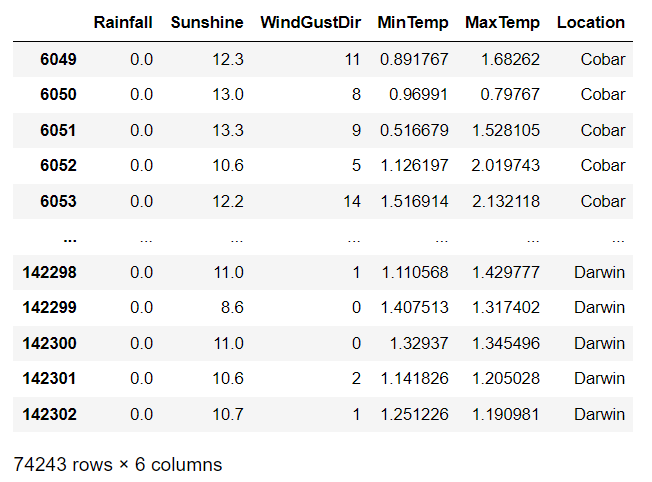 Rainfall Sunshine WindGustDir MinTemp MaxTemp Location
6049 0.0 12.3 11 0.891767 1.68262 Cobar
6050 0.0 13.0 8 0.96991 0.79767 Cobar
6051 0.0 13.3 9 0.516679 1.528105 Cobar
6052 0.0 10.6 5 1.126197 2.019743 Cobar
6053 0.0 12.2 14 1.516914 2.132118 Cobar
... ... ... ... ... ... ...
142298 0.0 11.0 1 1.110568 1.429777 Darwin
142299 0.0 8.6 0 1.407513 1.317402 Darwin
142300 0.0 11.0 0 1.32937 1.345496 Darwin
142301 0.0 10.6 2 1.141826 1.205028 Darwin
142302 0.0 10.7 1 1.251226 1.190981 Darwin
74243 rows × 6 columns